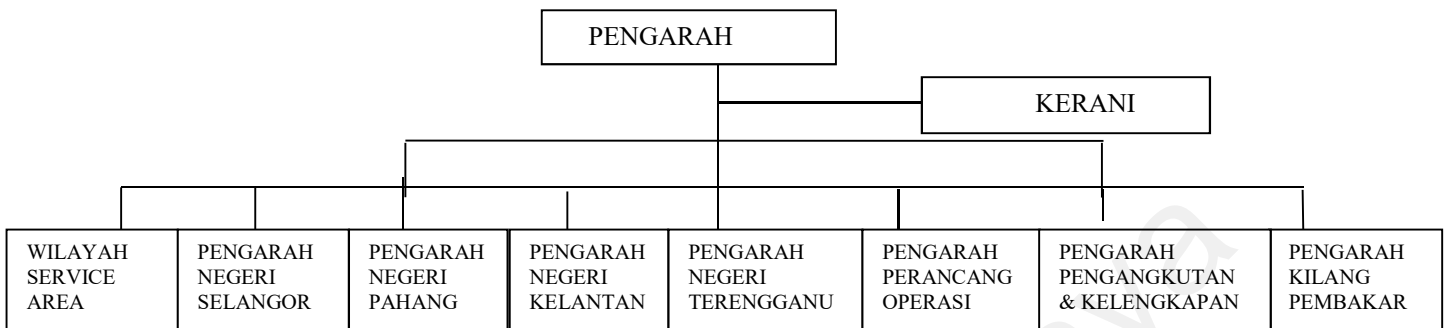 PENGARAH
KERANI
WILAYAH
SERVICE
AREA
PENGARAH
NEGERI
SELANGOR
PENGARAH
NEGERI
PAHANG
PENGARAH
NEGERI
KELANTAN
PENGARAH
NEGERI
TERENGGANU
PENGARAH
PERANCANG
OPERASI
PENGARAH
PENGANGKUTAN
& KELENGKAPAN
PENGARAH
KILANG
PEMBAKAR